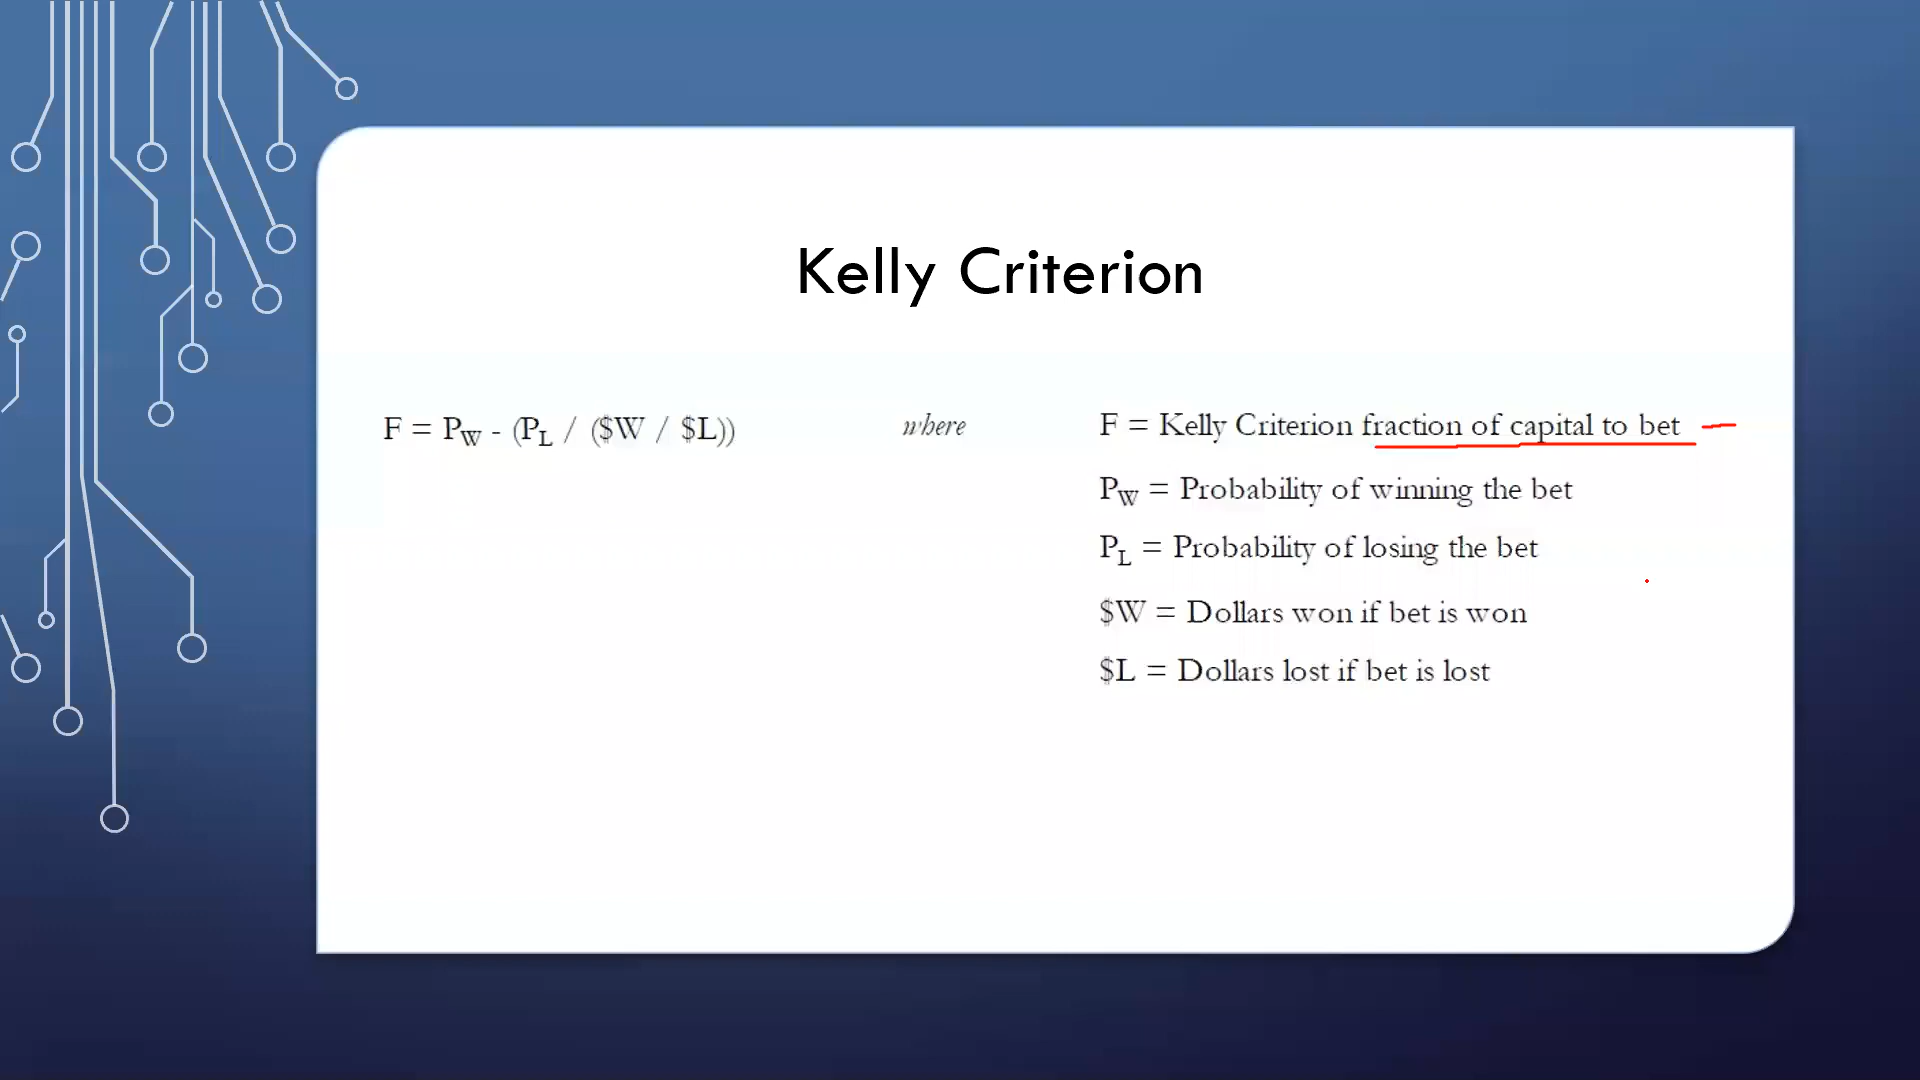 Kelly Criterion
F = PW - (PL / ($W / $L))
where
F = Kelly Criterion fraction of capital to bet
PW = Probability of winning the bet
PL = Probability of losing the bet
$W = Dollars won if bet is won
$L = Dollars lost if bet is lost